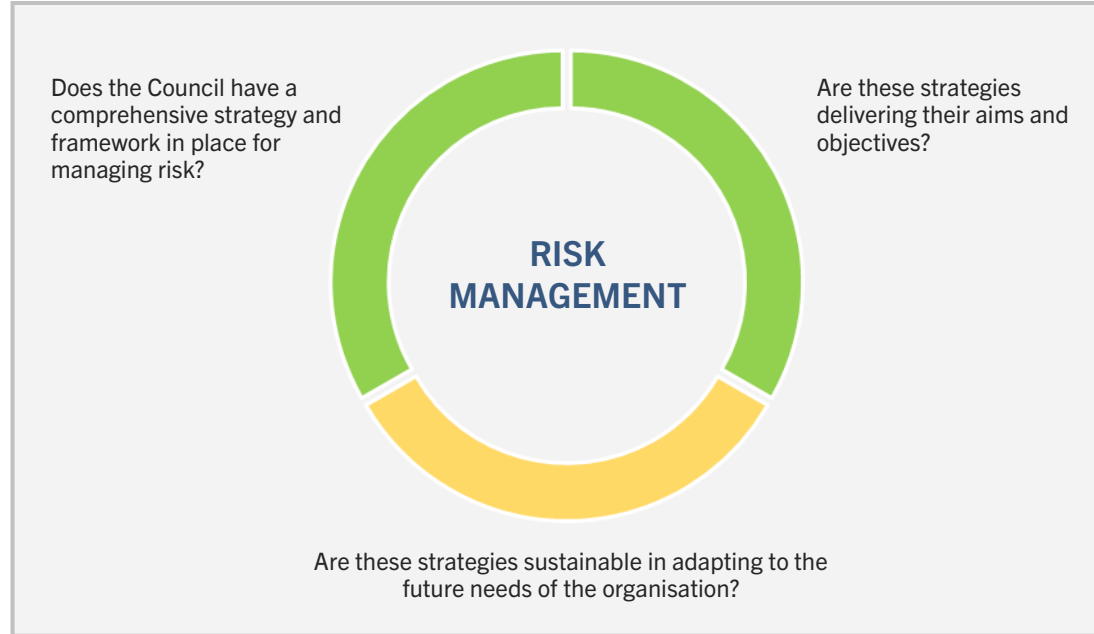 Does the Council have a
comprehensive strategy and
framework in place for
managing risk?
Are these strategies
delivering their aims and
objectives?
RISK
MANAGEMENT
Are these strategies sustainable in adapting to the
future needs of the organisation?